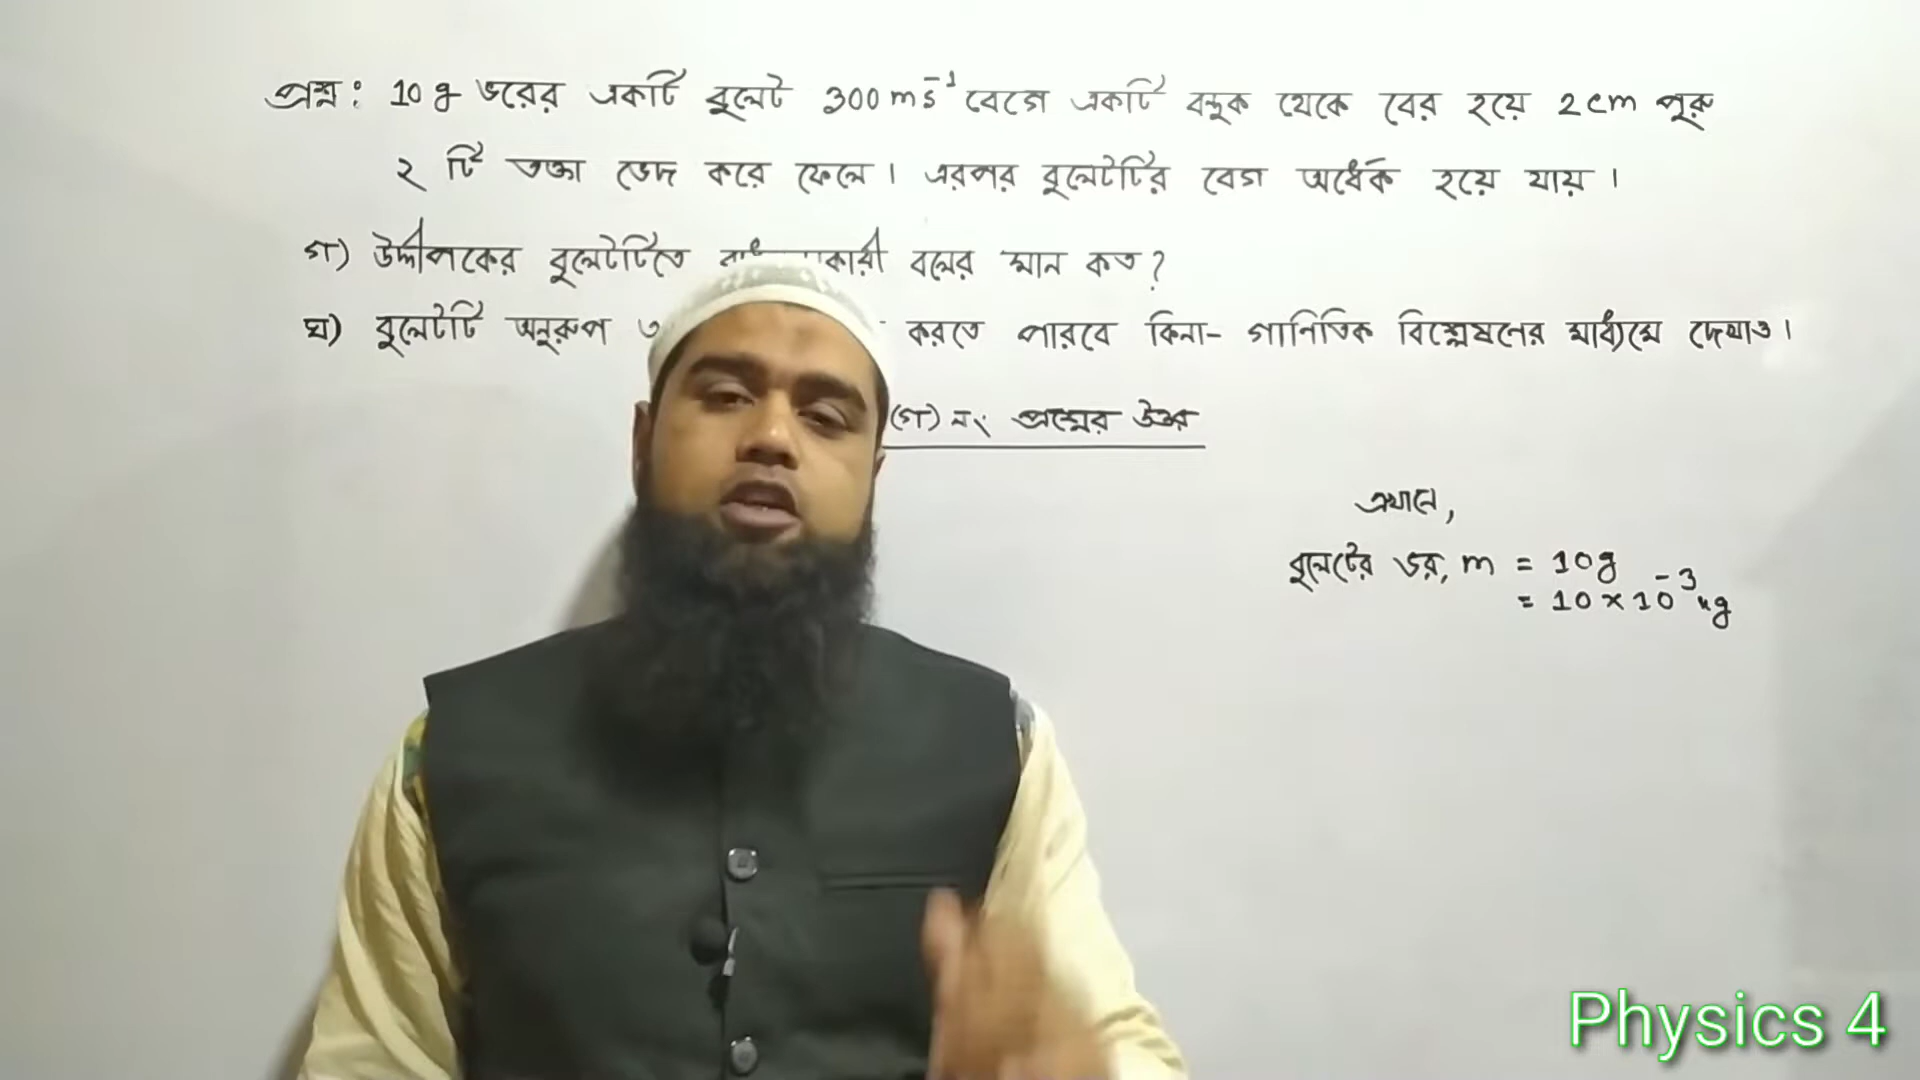 প্রশ্ন: 10 g ভরের একটি বুলেট 300 ms⁻¹ বেগে একটি বন্দুক থেকে বের হয়ে 2 cm পুরু
২ টি তক্তা ভেদ করে ফেলে। এরপর বুলেটটির বেগ অর্ধেক হয়ে যায়।
গ) উদ্দীপকের বুলেটটিতে বলের মান কত?
ঘ) বুলেটটি অনুরুপ করতে পারবে কিনা- গাণিতিক বিশ্লেষনের মাধ্যমে দেখাও।
(গ) নং প্রশ্নের উত্তর
এখানে,
বুলেটের ভর, m = 10g
= 10 × 10⁻³ kg
Physics 4